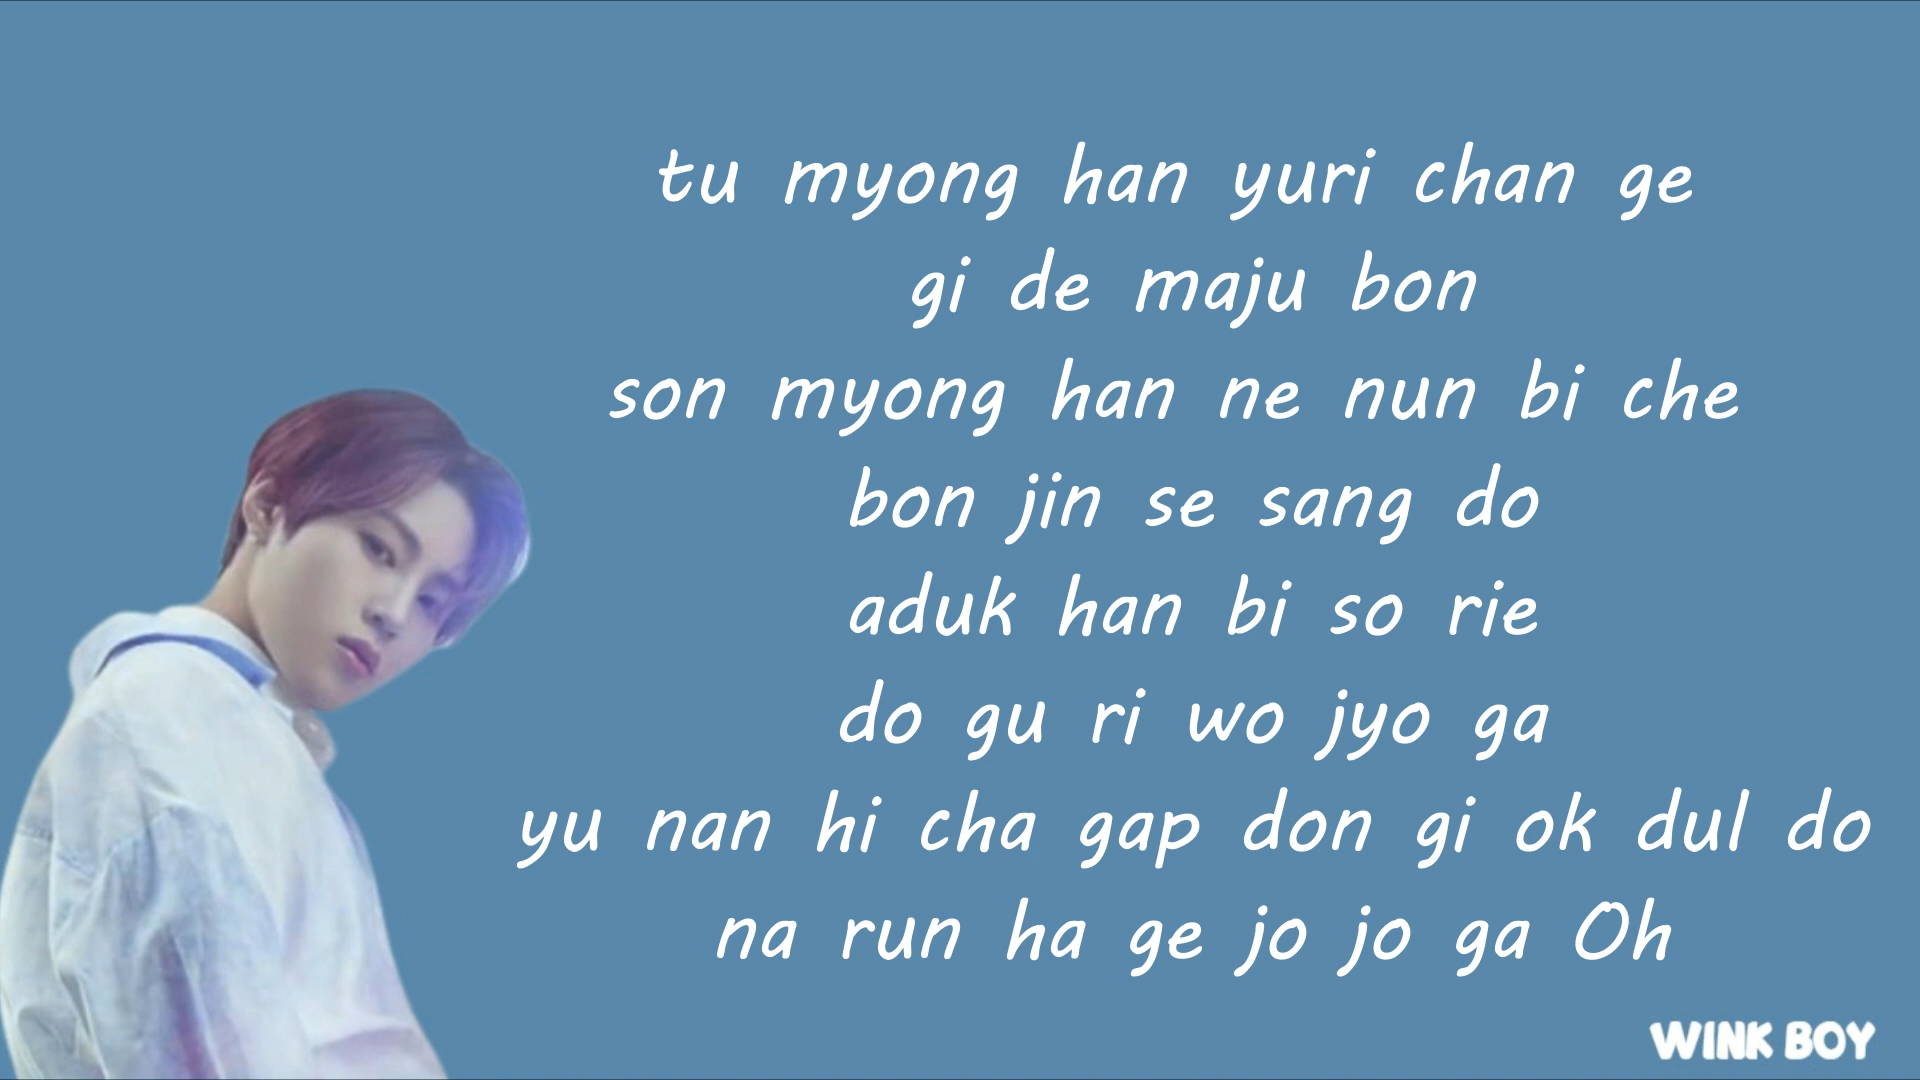 tu myong han yuri chan ge
gi de maju bon
son myong han ne nun bi che
bon jin se sang do
aduk han bi so rie
do gu ri wo jyo ga
yu nan hi cha gap don gi ok dul do
na run ha ge jo jo ga Oh
WINK BOY